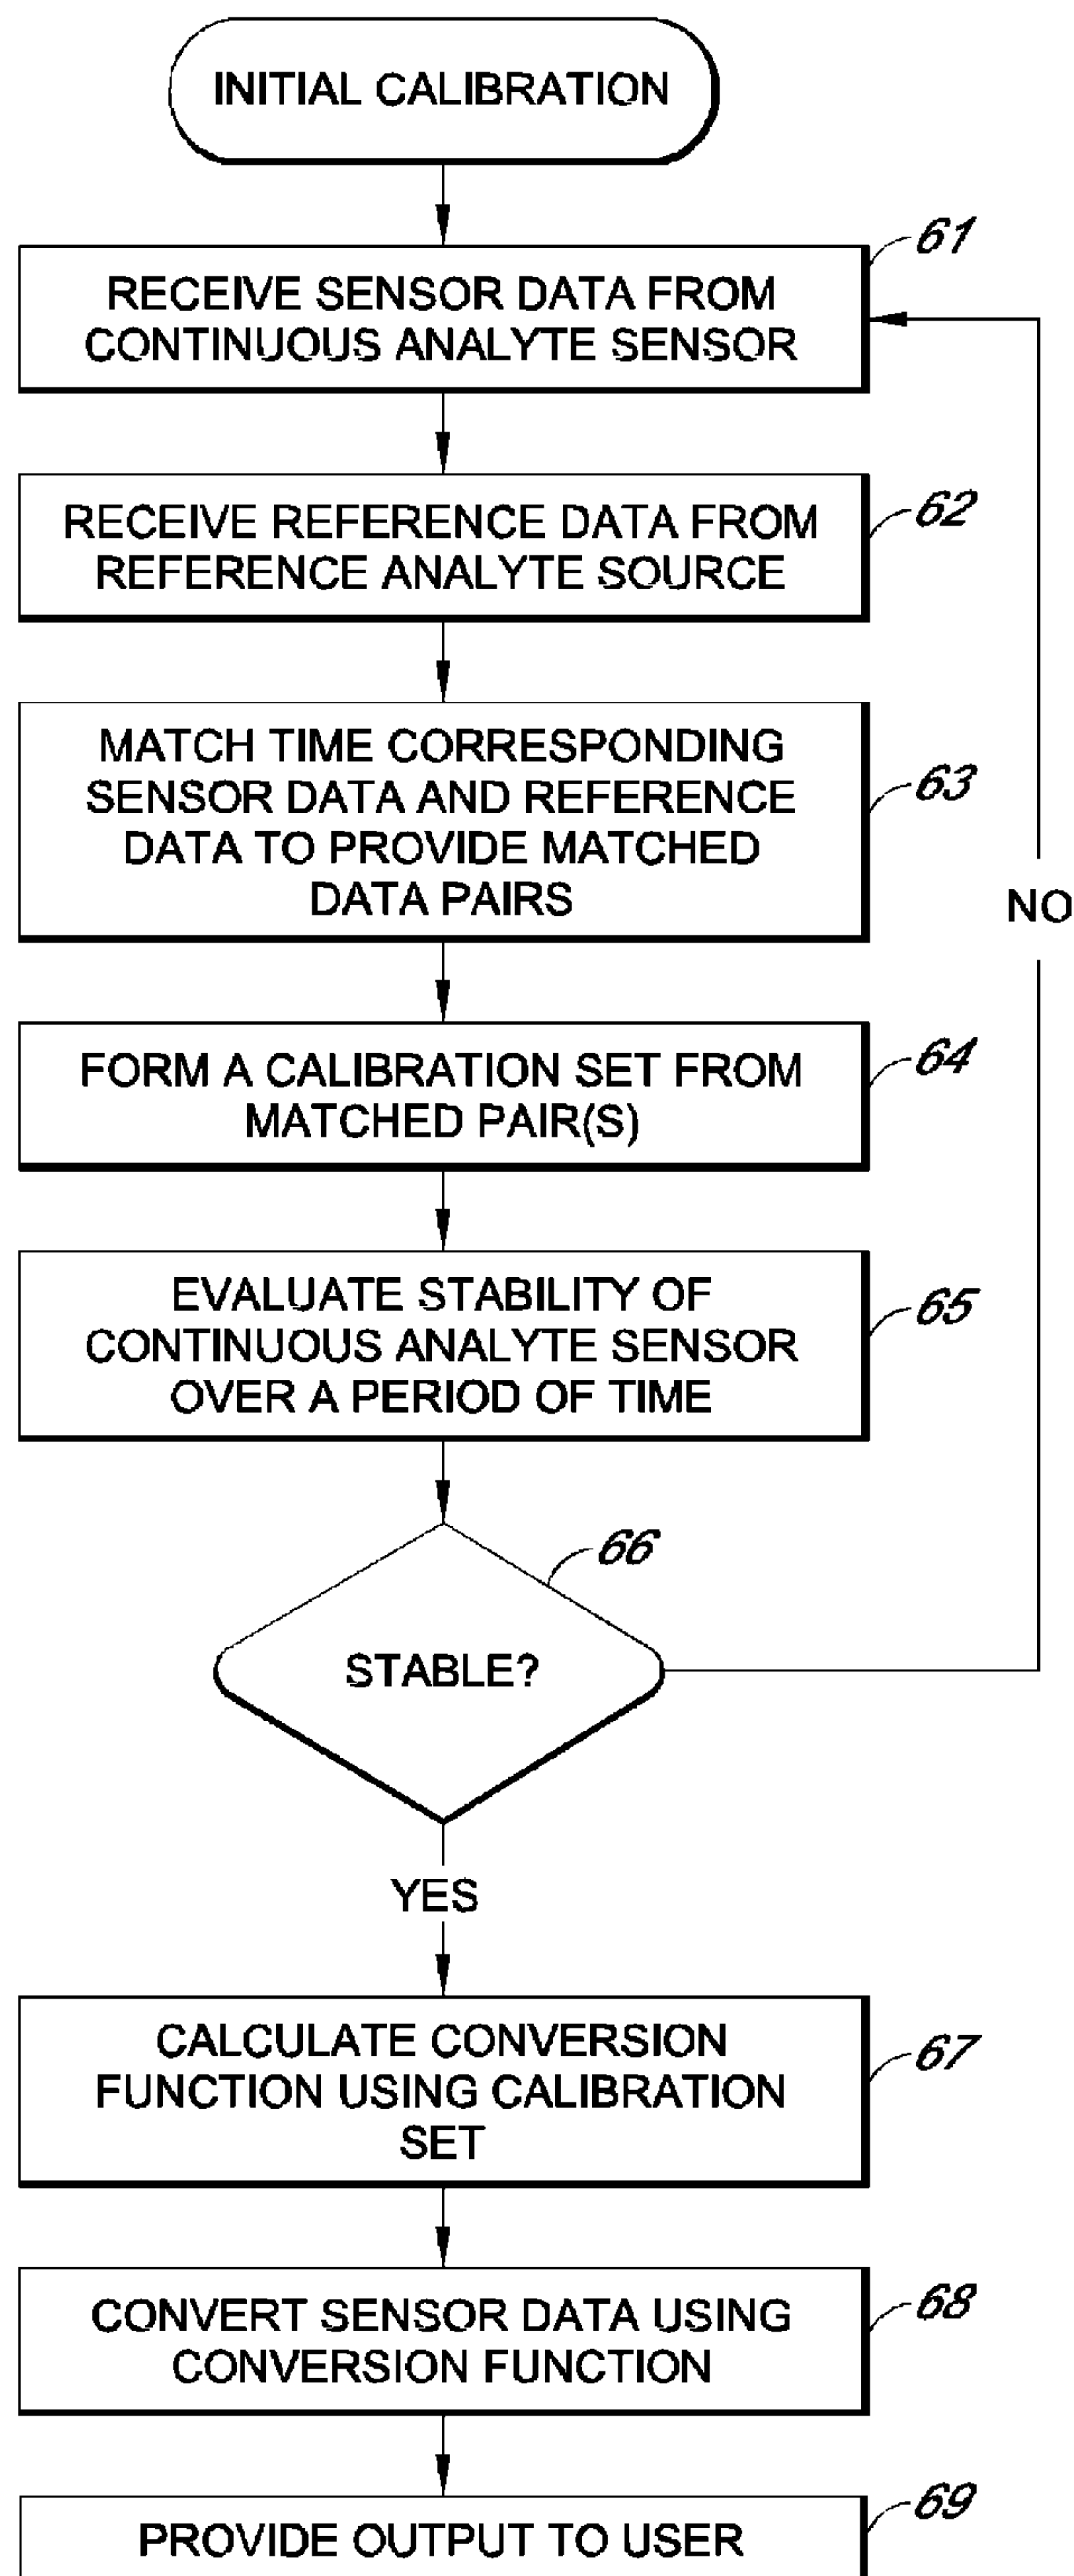 INITIAL CALIBRATION
61
RECEIVE SENSOR DATA FROM
CONTINUOUS ANALYTE SENSOR
62
RECEIVE REFERENCE DATA FROM
REFERENCE ANALYTE SOURCE
MATCH TIME CORRESPONDING
SENSOR DATA AND REFERENCE
DATA TO PROVIDE MATCHED
DATA PAIRS
63
NO
64
FORM A CALIBRATION SET FROM
MATCHED PAIR(S)
EVALUATE STABILITY OF
CONTINUOUS ANALYTE SENSOR
OVER A PERIOD OF TIME
65
66
STABLE?
YES
CALCULATE CONVERSION
FUNCTION USING CALIBRATION
SET
67
68
CONVERT SENSOR DATA USING
CONVERSION FUNCTION
69
PROVIDE OUTPUT TO USER